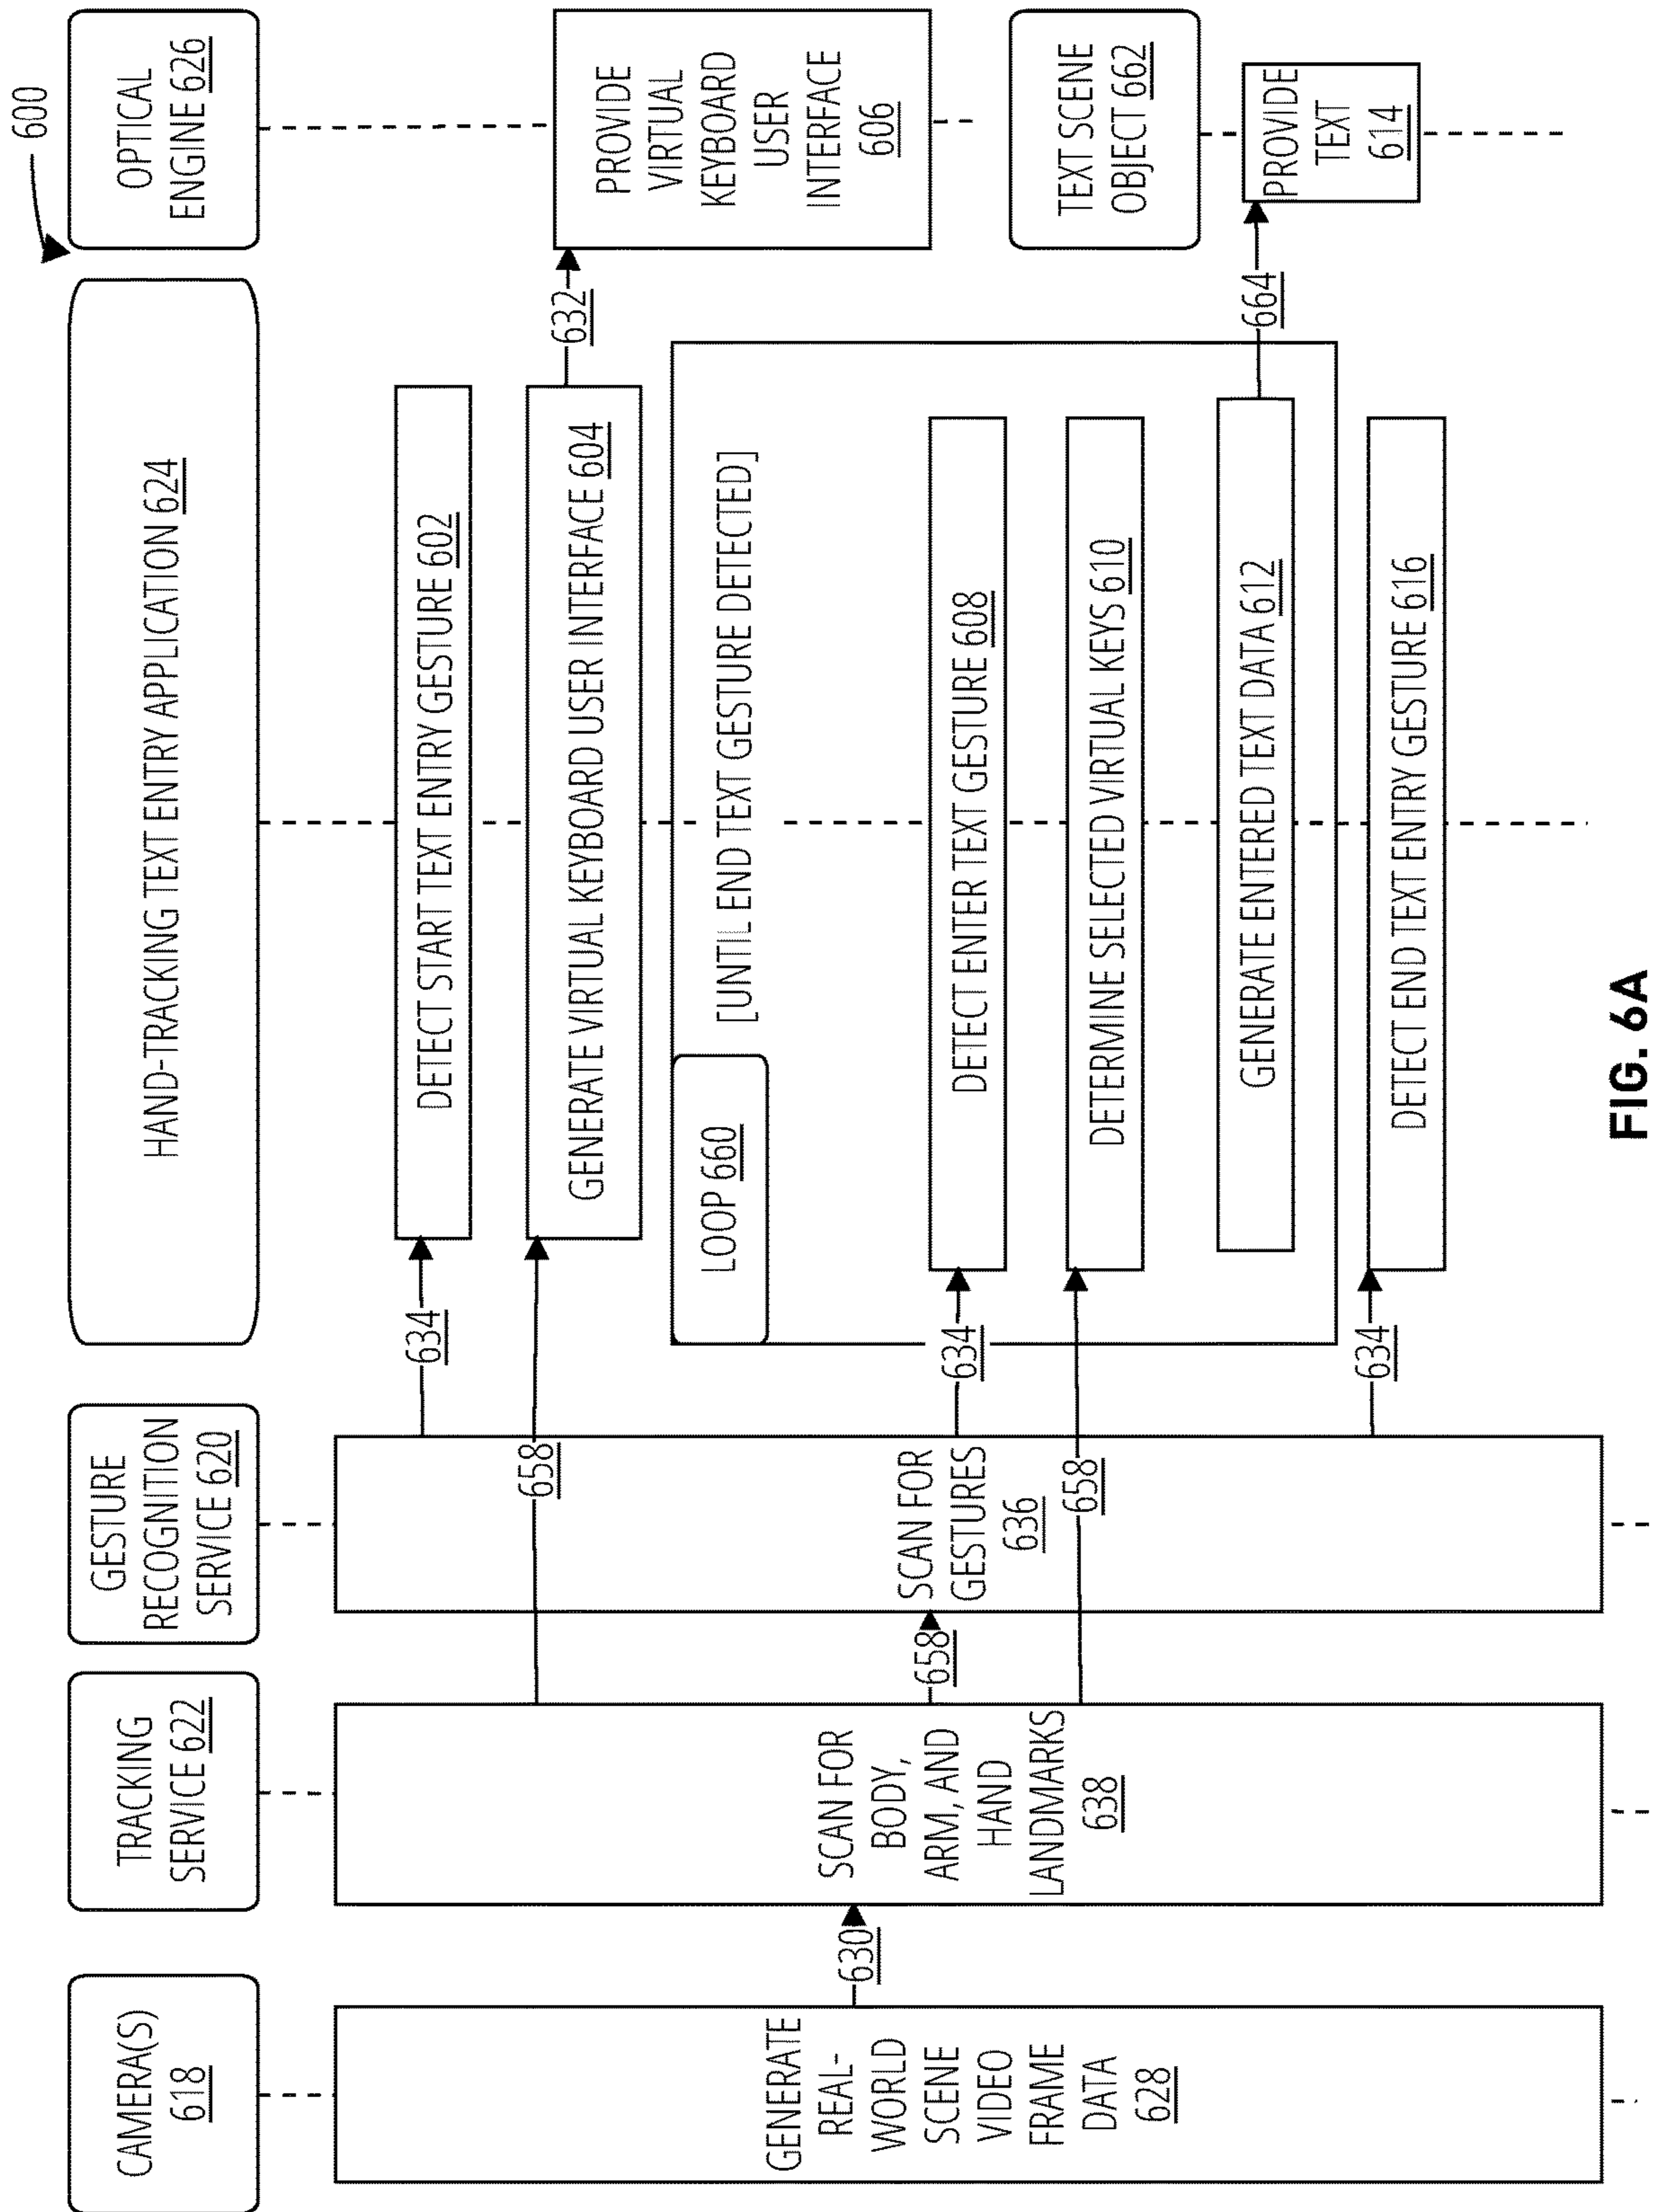 600
CAMERA(S)
618
TRACKING
SERVICE 622
GESTURE
RECOGNITION
SERVICE 620
HAND-TRACKING TEXT ENTRY APPLICATION 624
OPTICAL
ENGINE 626
634
DETECT START TEXT ENTRY GESTURE 602
658
GENERATE VIRTUAL KEYBOARD USER INTERFACE 604
632
PROVIDE
VIRTUAL
KEYBOARD
USER
INTERFACE
606
LOOP 660
[UNTIL END TEXT GESTURE DETECTED]
GENERATE
REAL-
WORLD
SCENE
VIDEO
FRAME
DATA
628
630
SCAN FOR
BODY,
ARM, AND
HAND
LANDMARKS
638
658
SCAN FOR
GESTURES
636
634
DETECT ENTER TEXT GESTURE 608
658
DETERMINE SELECTED VIRTUAL KEYS 610
TEXT SCENE
OBJECT 662
GENERATE ENTERED TEXT DATA 612
664
PROVIDE
TEXT
614
634
DETECT END TEXT ENTRY GESTURE 616
FIG. 6A